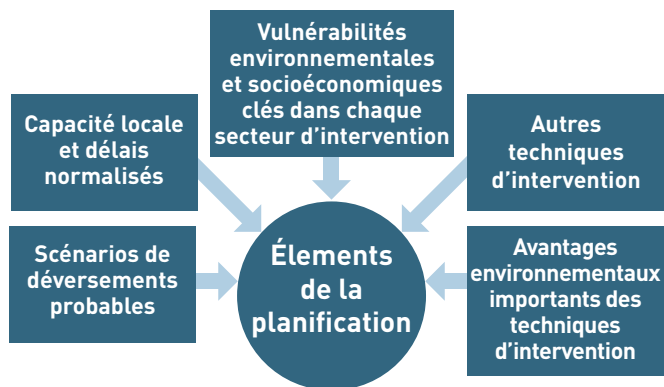 Vulnérabilités
environnementales
et socioéconomiques
clés dans chaque
secteur d'intervention
Capacité locale
et délais
normalisés
Autres
techniques
d'intervention
Scénarios de
déversements
probables
Élements
de la
planification
Avantages
environnementaux
importants des
techniques
d'intervention